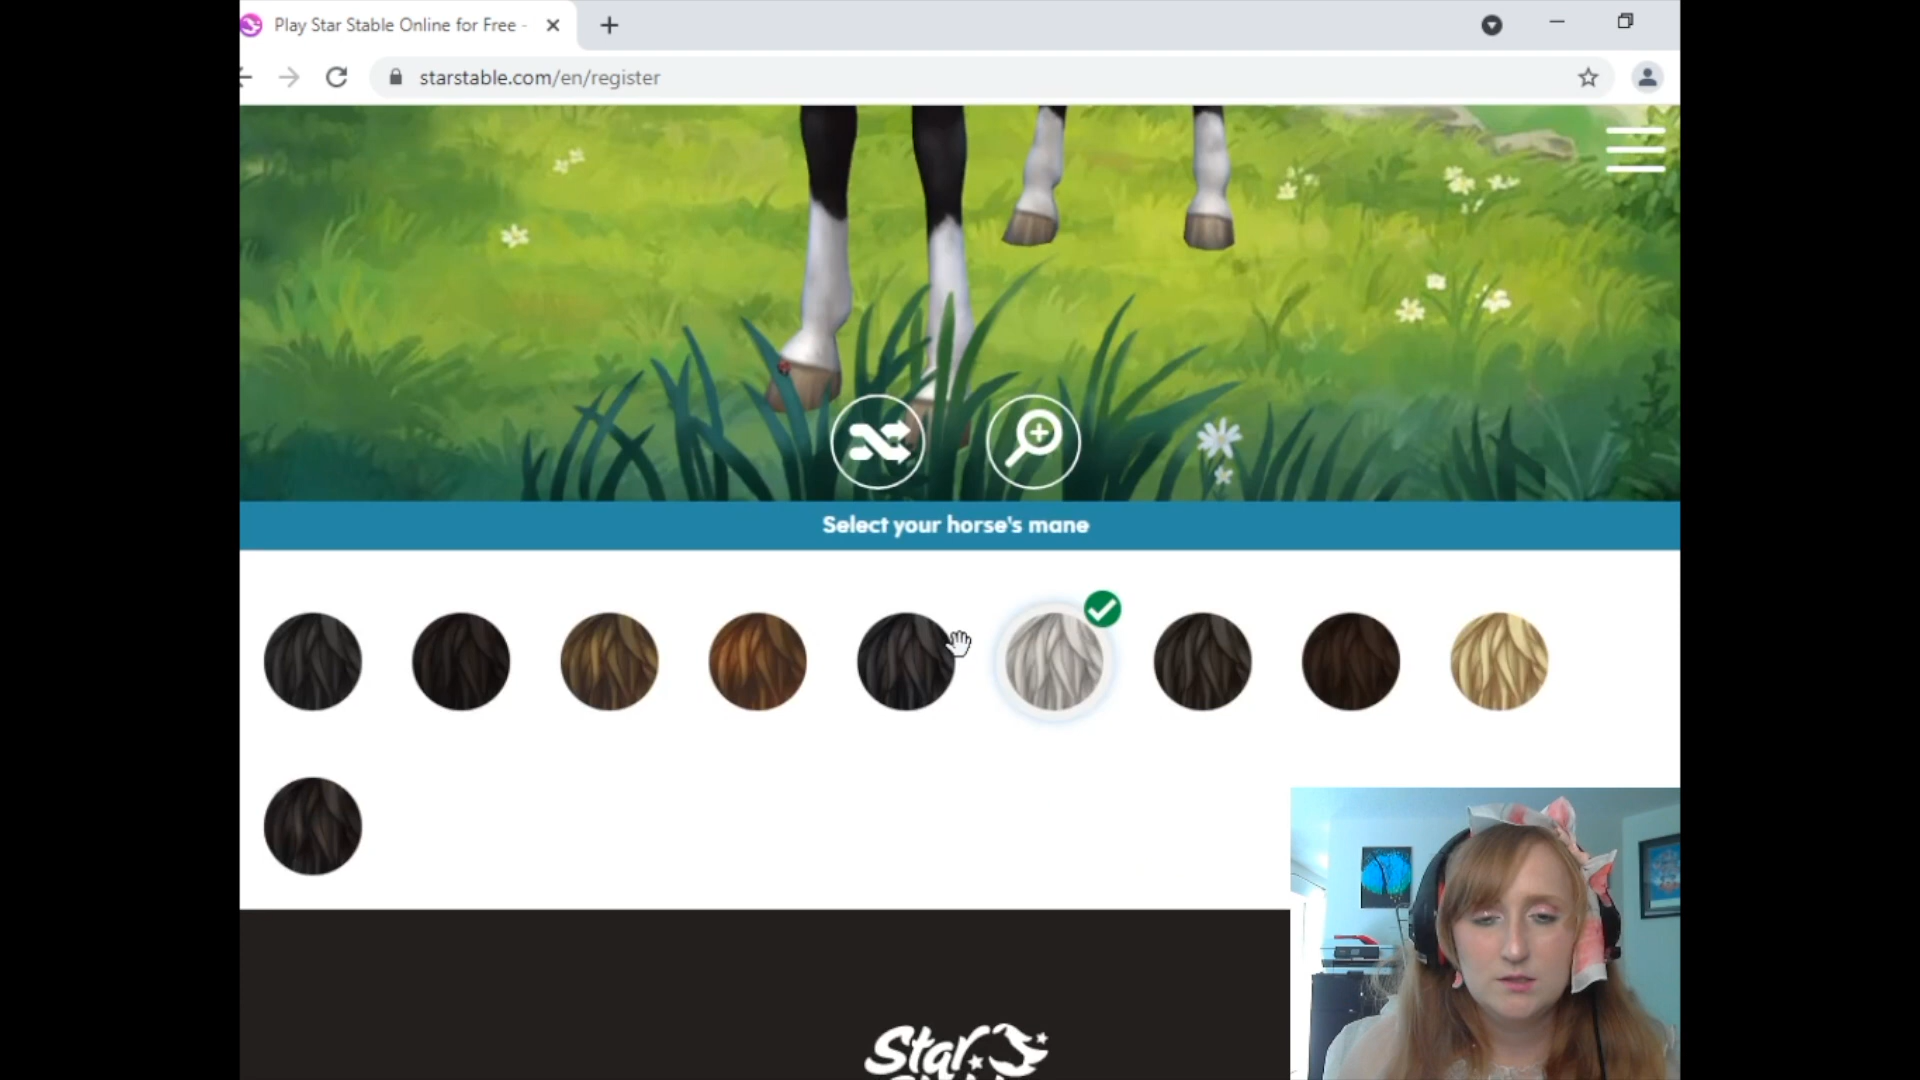 Play Star Stable Online for Free -
starstable.com/en/register
Select your horse's mane
Star